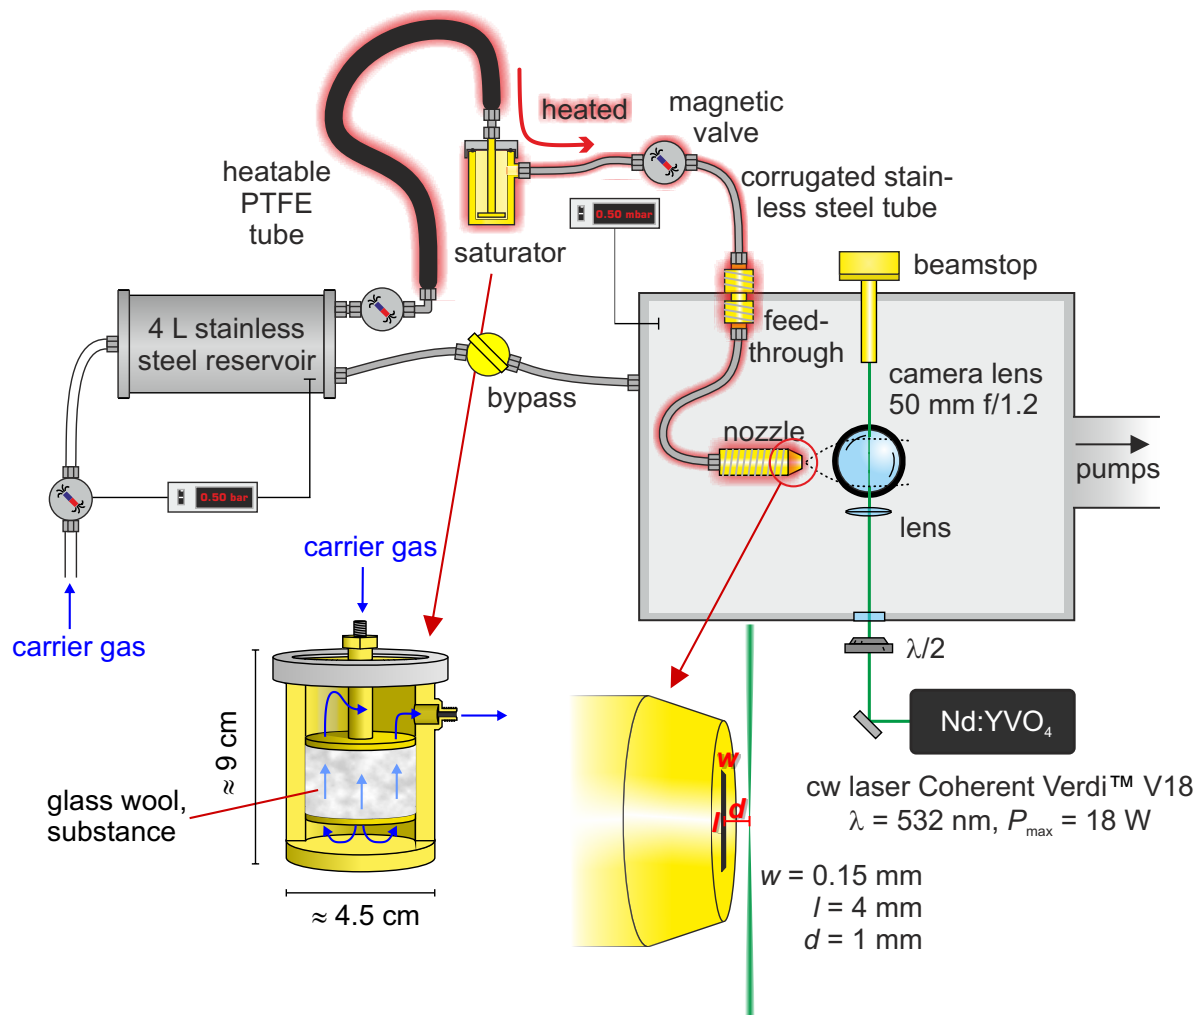 heated
magnetic
valve
heatable
PTFE
tube
corrugated stain-
less steel tube
0.50 mbar
saturator
beamstop
4 L stainless
steel reservoir
feed-
through
bypass
camera lens
50 mm f/1.2
nozzle
pumps
0.50 bar
lens
carrier gas
carrier gas
λ/2
Nd:YVO₄
≈ 9 cm
w
l
d
glass wool,
substance
cw laser Coherent Verdi™ V18
λ = 532 nm, Pmax = 18 W
w = 0.15 mm
l = 4 mm
d = 1 mm
≈ 4.5 cm